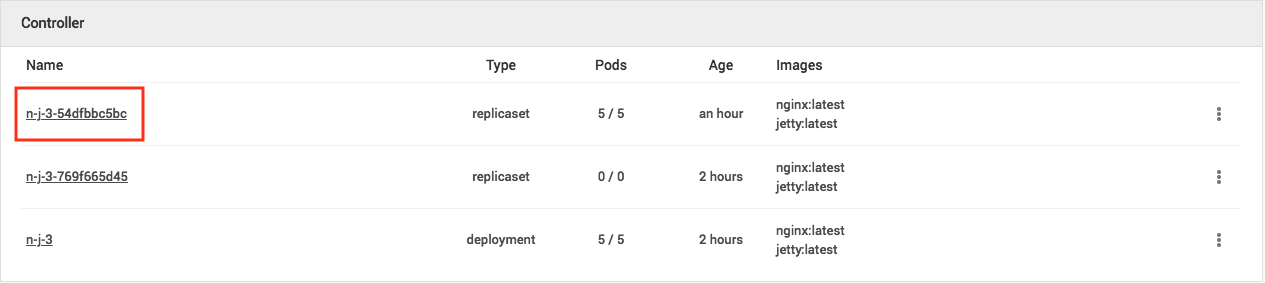 Controller
Name Type Pods Age Images
n-j-3-54dfbbc5bc replicaset 5 / 5 an hour nginx:latest
jetty:latest
n-j-3-769f665d45 replicaset 0 / 0 2 hours nginx:latest
jetty:latest
n-j-3 deployment 5 / 5 2 hours nginx:latest
jetty:latest